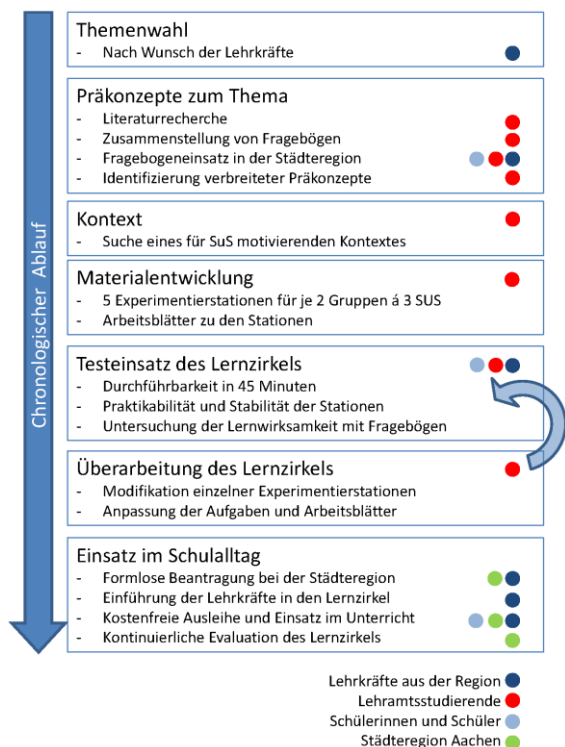 Chronologischer Ablauf
Themenwahl
- Nach Wunsch der Lehrkräfte
Präkonzepte zum Thema
- Literaturrecherche
- Zusammenstellung von Fragebögen
- Fragebogeneinsatz in der Städteregion
- Identifizierung verbreiteter Präkonzepte
Kontext
- Suche eines für SuS motivierenden Kontextes
Materialentwicklung
- 5 Experimentierstationen für je 2 Gruppen á 3 SUS
- Arbeitsblätter zu den Stationen
Testeinsatz des Lernzirkels
- Durchführbarkeit in 45 Minuten
- Praktikabilität und Stabilität der Stationen
- Untersuchung der Lernwirksamkeit mit Fragebögen
Überarbeitung des Lernzirkels
- Modifikation einzelner Experimentierstationen
- Anpassung der Aufgaben und Arbeitsblätter
Einsatz im Schulalltag
- Formlose Beantragung bei der Städteregion
- Einführung der Lehrkräfte in den Lernzirkel
- Kostenfreie Ausleihe und Einsatz im Unterricht
- Kontinuierliche Evaluation des Lernzirkels
Lehrkräfte aus der Region
Lehramtsstudierende
Schülerinnen und Schüler
Städteregion Aachen